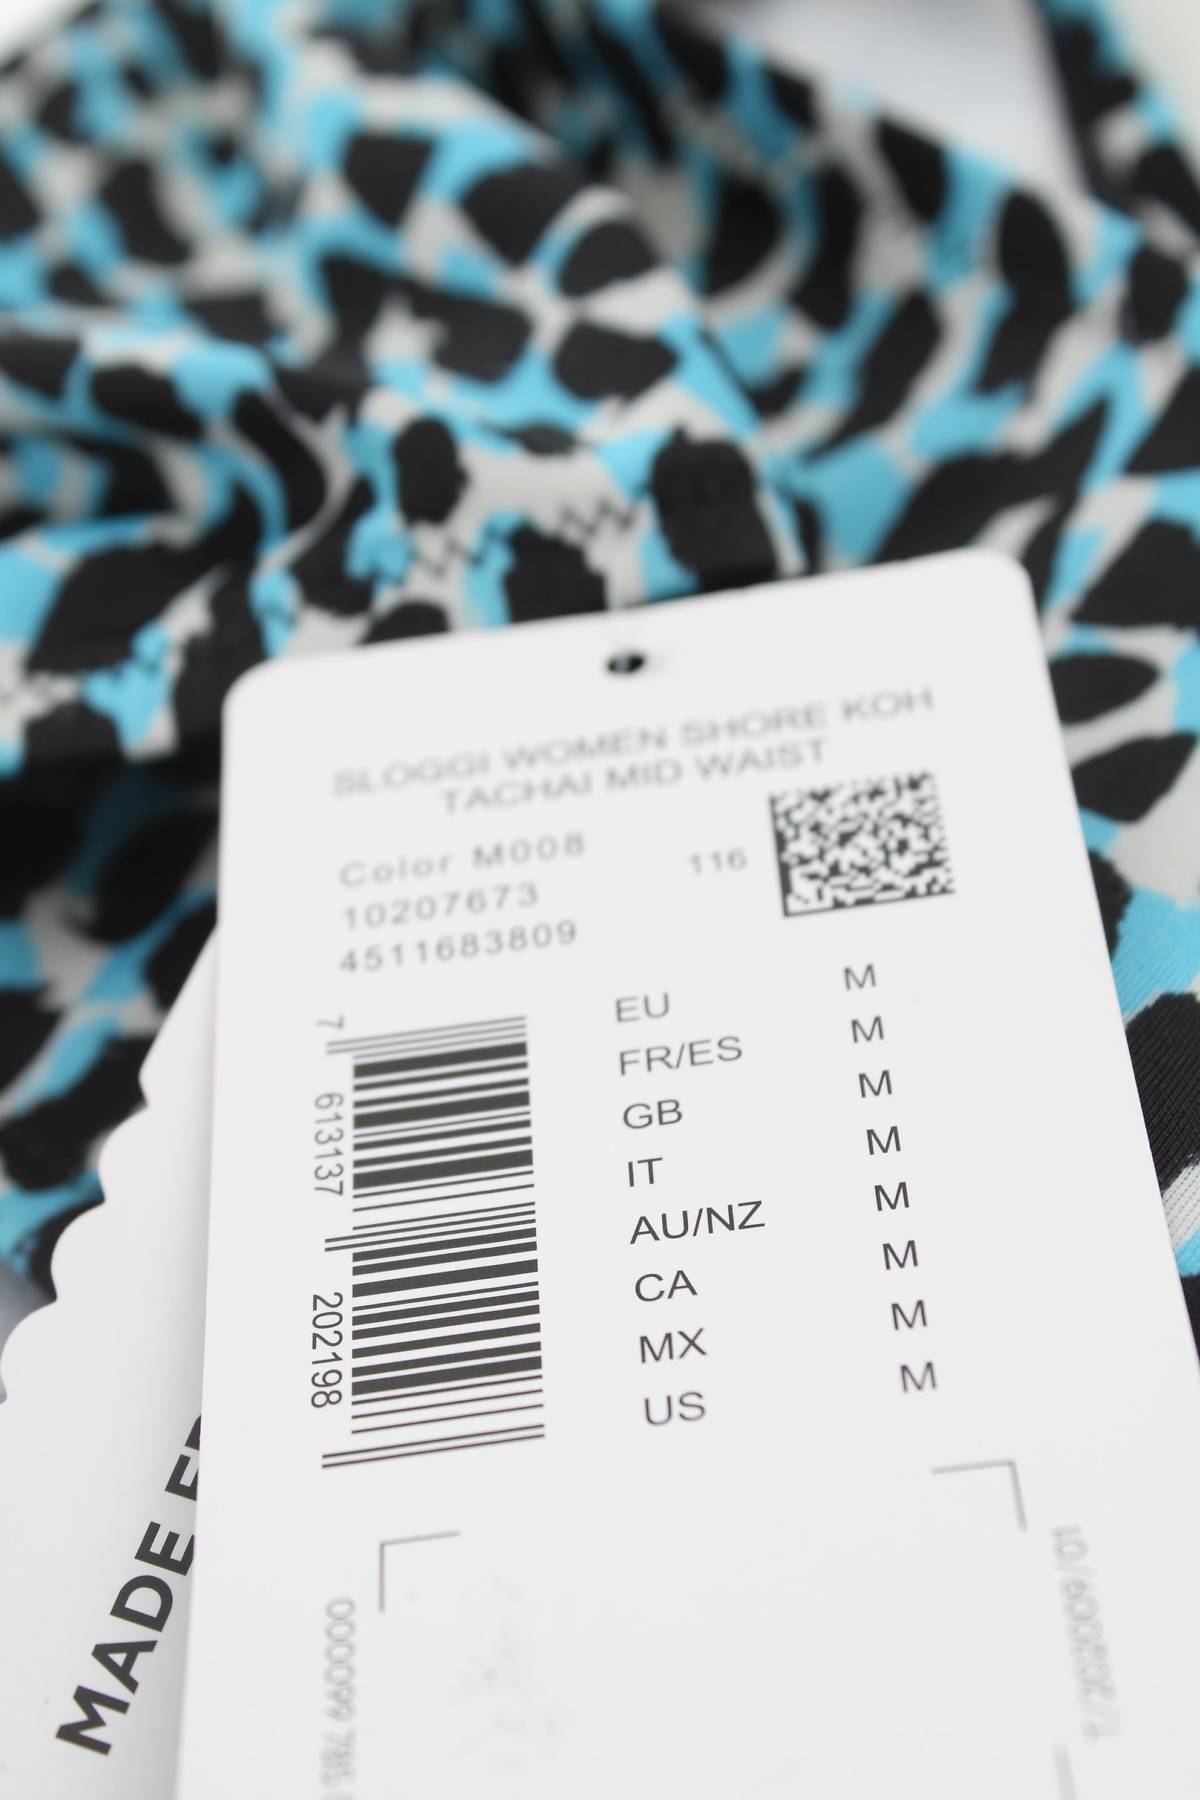 SLOGGI WOMEN SHORE KOH
TACHAI MID WAIST
Color M008
116
10207673
4511683809
7 613137 202198
EU M
FR/ES M
GB M
IT M
AU/NZ M
CA M
MX M
US M
MADE